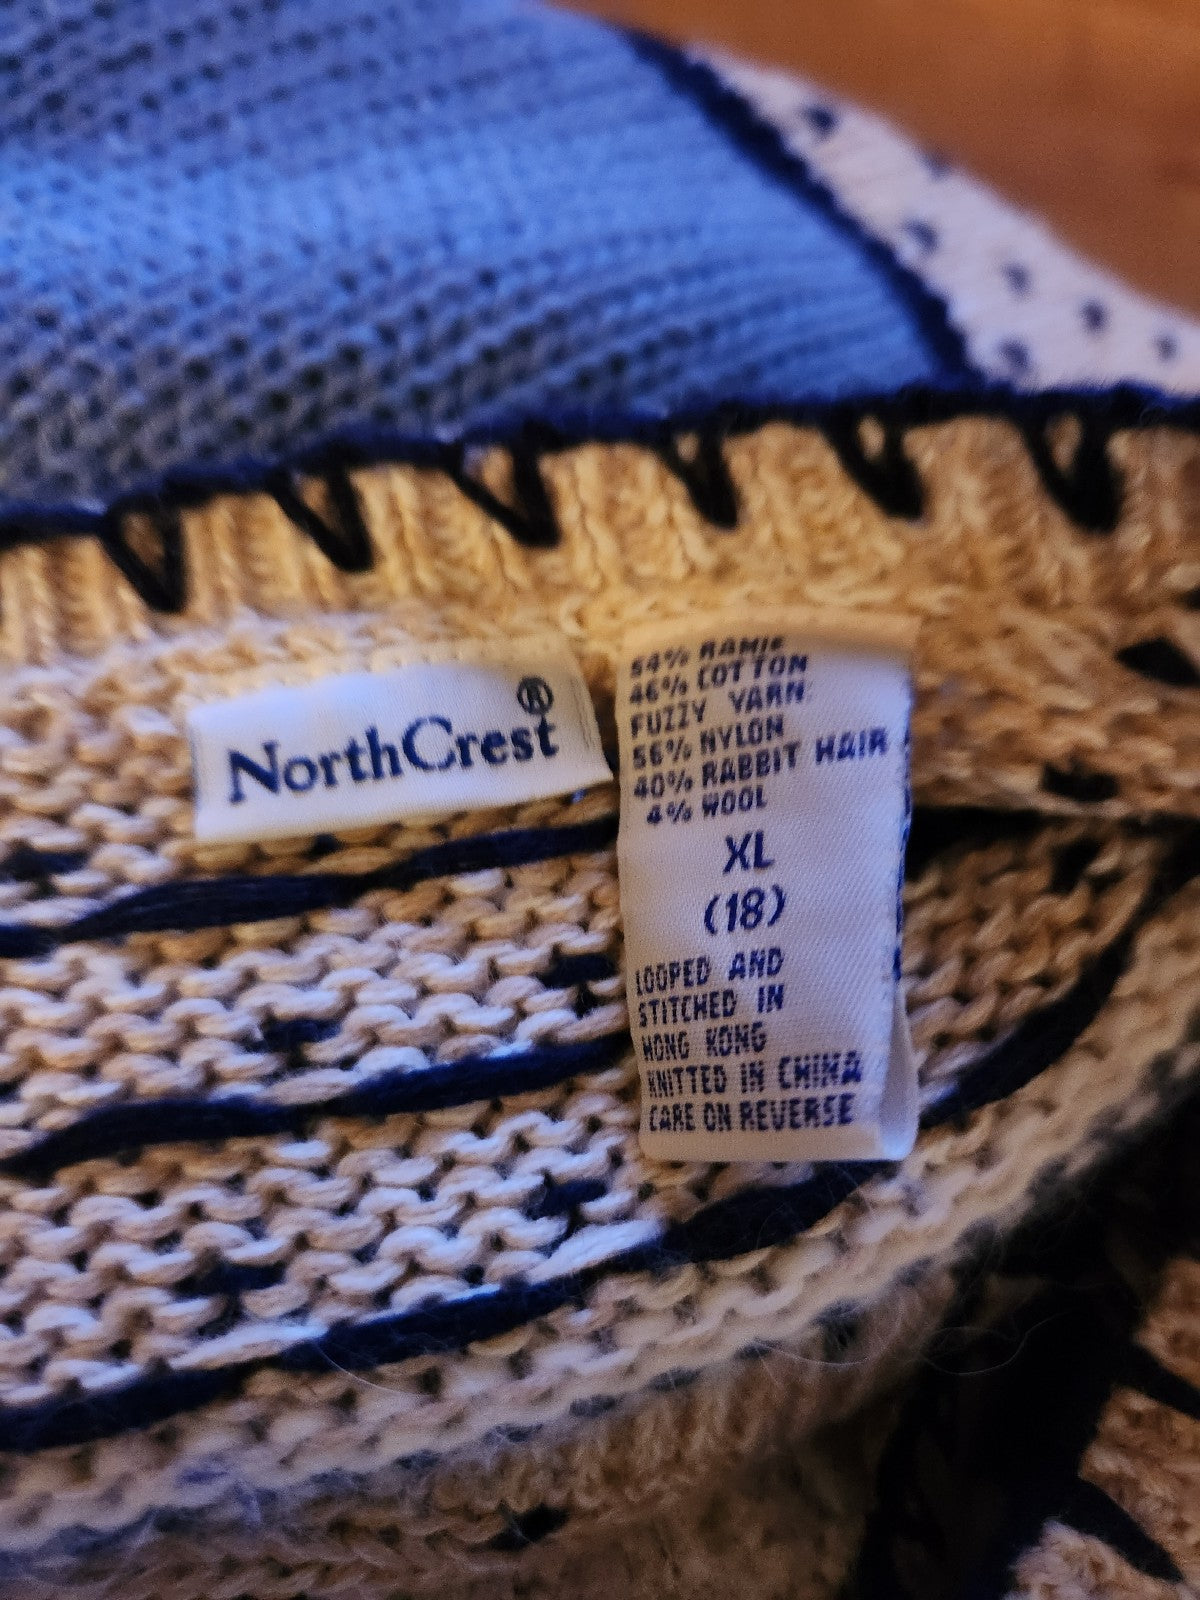 NorthCrest®
54% RAMIE
46% COTTON
FUZZY YARN:
56% NYLON
40% RABBIT HAIR
4% WOOL
XL
(18)
LOOPED AND
STITCHED IN
HONG KONG
KNITTED IN CHINA
CARE ON REVERSE